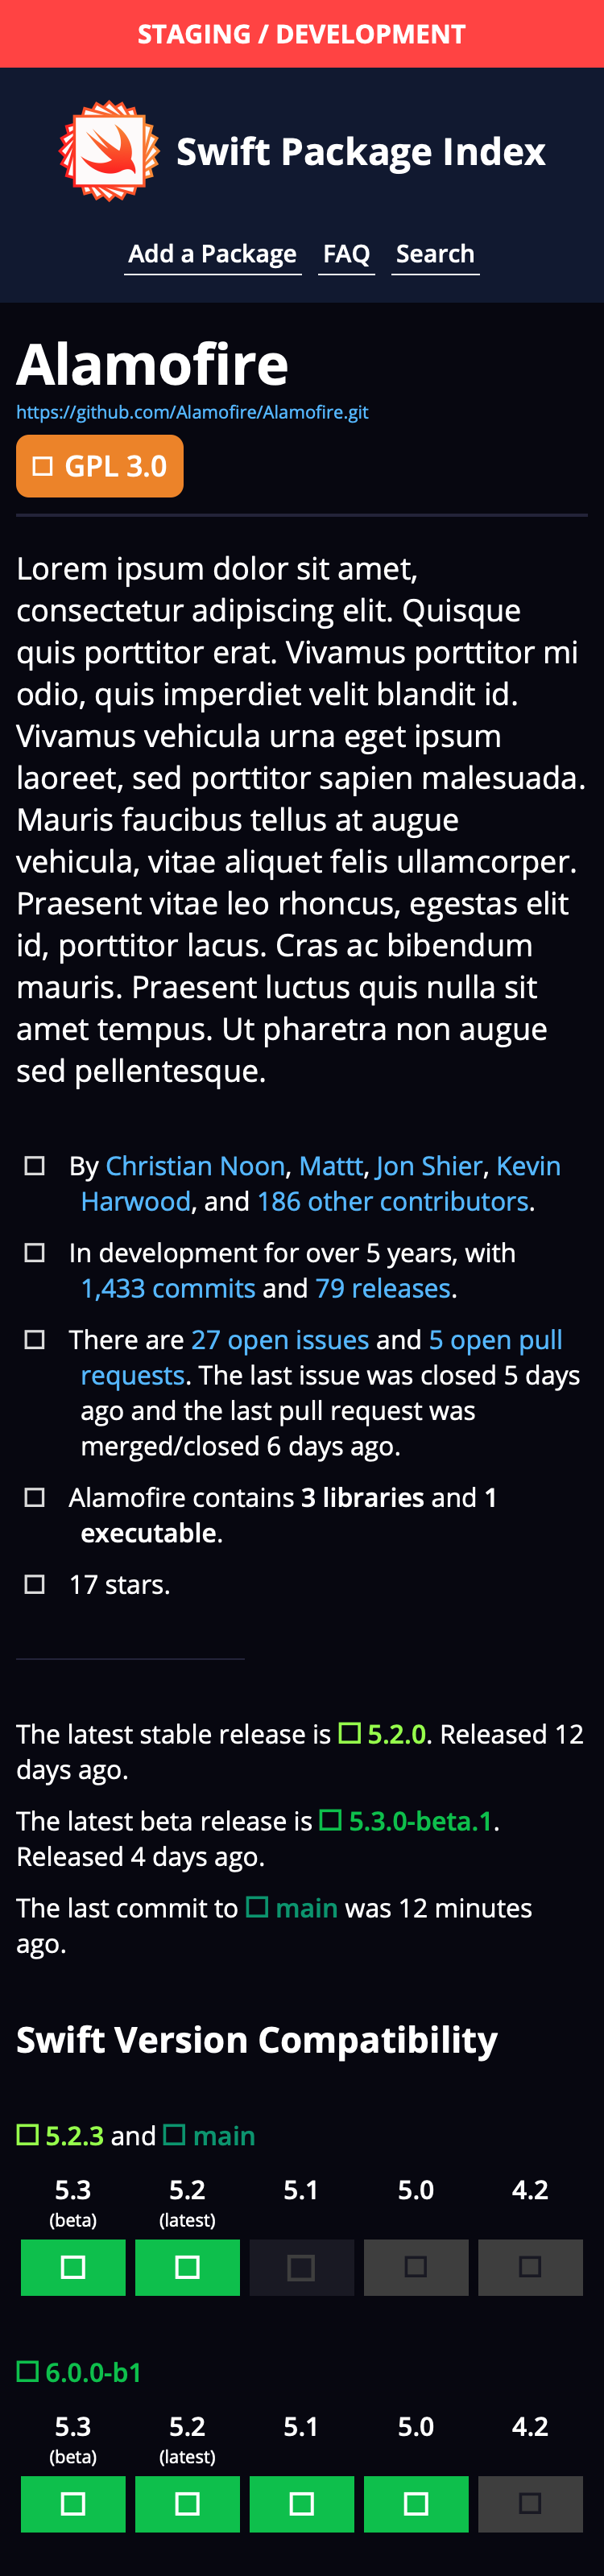 STAGING / DEVELOPMENT
Swift Package Index
Add a Package FAQ Search
Alamofire
https://github.com/Alamofire/Alamofire.git
GPL 3.0
Lorem ipsum dolor sit amet,
consectetur adipiscing elit. Quisque
quis porttitor erat. Vivamus porttitor mi
odio, quis imperdiet velit blandit id.
Vivamus vehicula urna eget ipsum
laoreet, sed porttitor sapien malesuada.
Mauris faucibus tellus at augue
vehicula, vitae aliquet felis ullamcorper.
Praesent vitae leo rhoncus, egestas elit
id, porttitor lacus. Cras ac bibendum
mauris. Praesent luctus quis nulla sit
amet tempus. Ut pharetra non augue
sed pellentesque.
By Christian Noon, Mattt, Jon Shier, Kevin
Harwood, and 186 other contributors.
In development for over 5 years, with
1,433 commits and 79 releases.
There are 27 open issues and 5 open pull
requests. The last issue was closed 5 days
ago and the last pull request was
merged/closed 6 days ago.
Alamofire contains 3 libraries and 1
executable.
17 stars.
The latest stable release is 5.2.0. Released 12
days ago.
The latest beta release is 5.3.0-beta.1.
Released 4 days ago.
The last commit to main was 12 minutes
ago.
Swift Version Compatibility
5.2.3 and main
5.3 5.2 5.1 5.0 4.2
(beta) (latest)
6.0.0-b1
5.3 5.2 5.1 5.0 4.2
(beta) (latest)